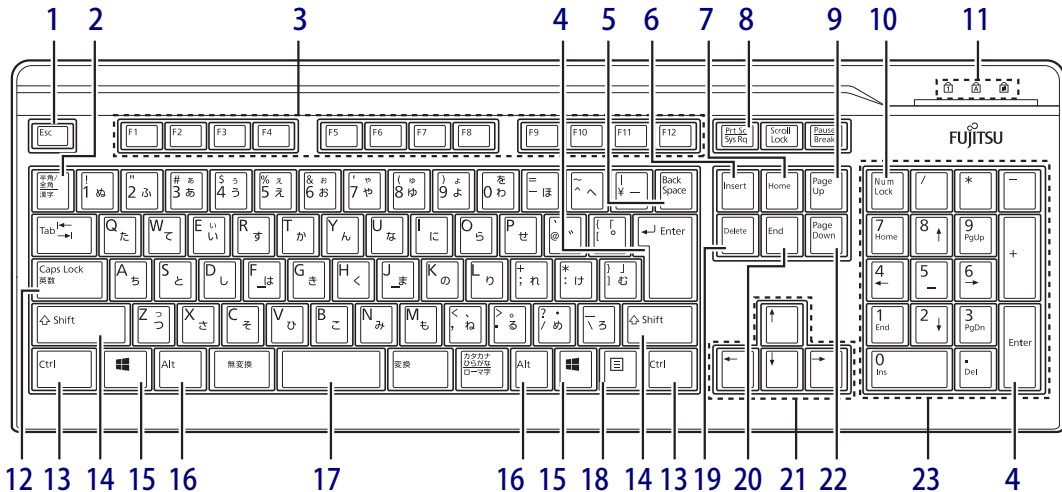 1 2 3 4 5 6 7 8 9 10 11
1 A
FUJITSU
Esc F1 F2 F3 F4 F5 F6 F7 F8 F9 F10 F11 F12 Prt Sc Sys Rq Scroll Lock Pause Break
半角/全角 漢字 ! 1 ぬ " 2 ふ # ぁ 3 あ $ ぅ 4 う % ぇ 5 え & ぉ 6 お ' ゃ 7 や ( ゅ 8 ゆ ) ょ 9 よ を 0 わ = - ほ ~ ^ へ | ¥ ー Back Space Insert Home Page Up Num Lock / * -
Tab Q た W て E ぃ い R す T か Y ん U な I に O ら P せ ` @ ゛ { 「 [ ゜ Enter Delete End Page Down 7 Home 8 ↑ 9 PgUp +
Caps Lock 英数 A ち S と D し F は G き H く J ま K の L り + ; れ * : け } 」 ] む 4 ← 5 6 →
Shift Z っ つ X さ C そ V ひ B こ N み M も < 、 , ね > 。 . る ? ・ / め \ ろ Shift ↑ 1 End 2 ↓ 3 PgDn Enter
Ctrl Alt 無変換 変換 カタカナ ひらがな ローマ字 Alt Ctrl ← ↓ → 0 Ins . Del
12 13 14 15 16 17 16 15 18 14 13 19 20 21 22 23 4